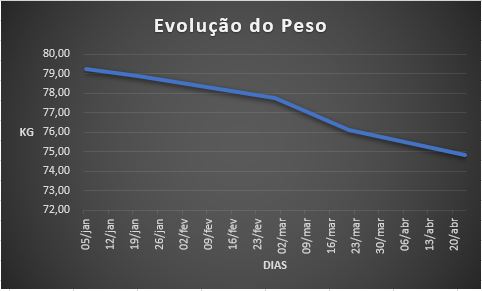 Evolução do Peso
80,00
79,00
78,00
77,00
76,00
75,00
74,00
73,00
72,00
KG
05/jan
12/jan
19/jan
26/jan
02/fev
09/fev
16/fev
23/fev
02/mar
09/mar
16/mar
23/mar
30/mar
06/abr
13/abr
20/abr
DIAS